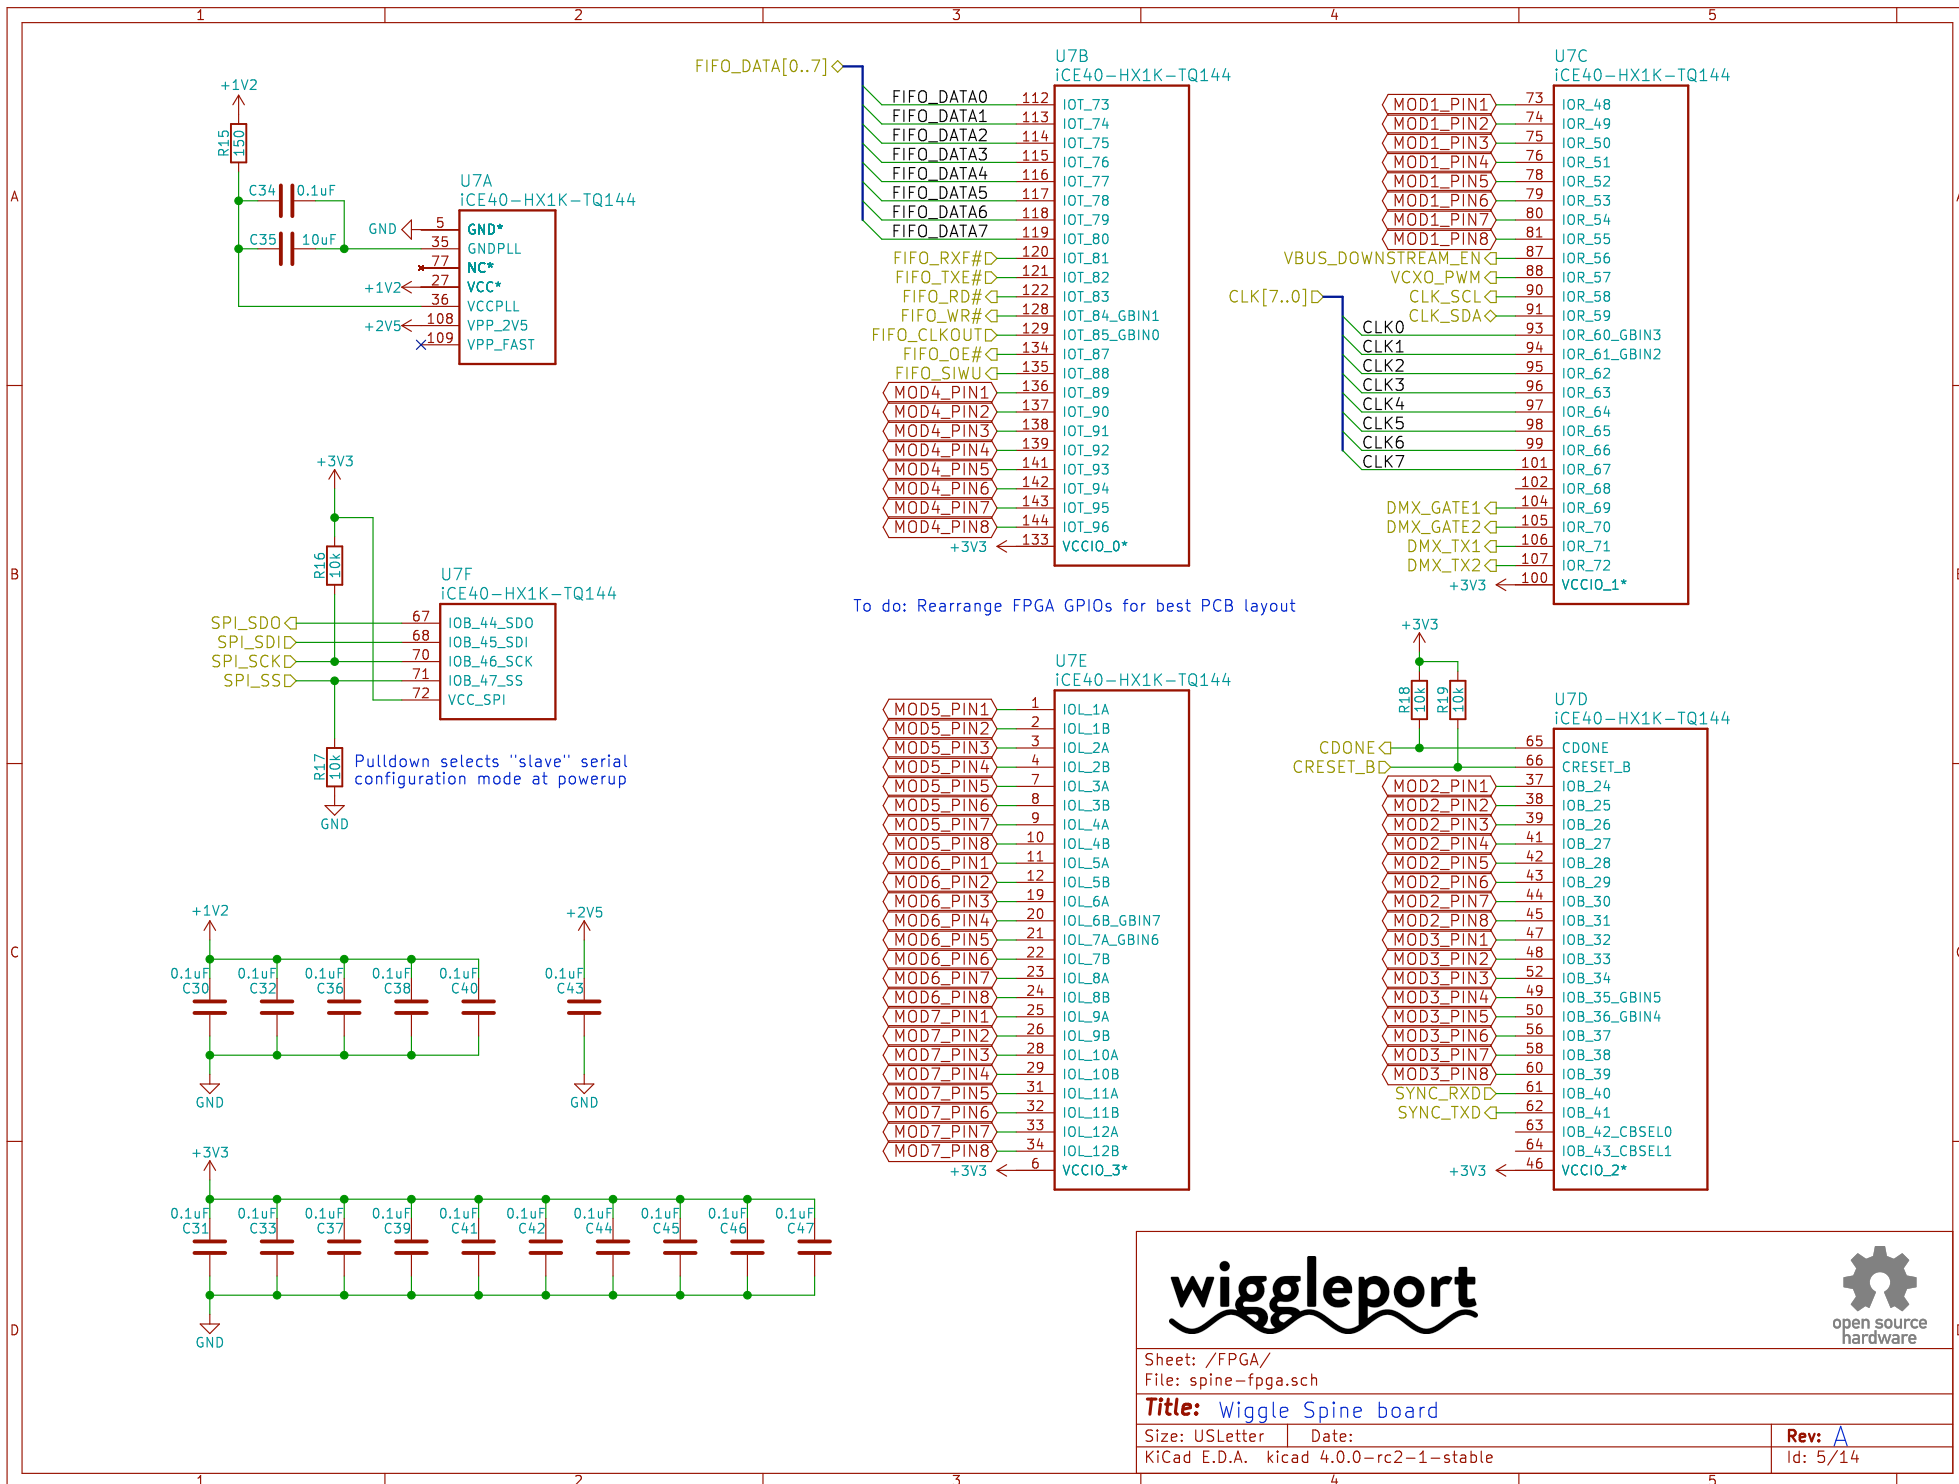 1 2 3 4 5
A
B
C
D
+1V2
R15 150
C34 0.1uF
C35 10uF
U7A
iCE40-HX1K-TQ144
GND 5 GND*
35 GNDPLL
77 NC*
+1V2 27 VCC*
36 VCCPLL
+2V5 108 VPP_2V5
109 VPP_FAST
+3V3
R16 10k
U7F
iCE40-HX1K-TQ144
SPI_SDO 67 IOB_44_SDO
SPI_SDI 68 IOB_45_SDI
SPI_SCK 70 IOB_46_SCK
SPI_SS 71 IOB_47_SS
72 VCC_SPI
R17 10k
Pulldown selects "slave" serial
configuration mode at powerup
GND
+1V2
0.1uF C30
0.1uF C32
0.1uF C36
0.1uF C38
0.1uF C40
GND
+2V5
0.1uF C43
GND
+3V3
0.1uF C31
0.1uF C33
0.1uF C37
0.1uF C39
0.1uF C41
0.1uF C42
0.1uF C44
0.1uF C45
0.1uF C46
0.1uF C47
GND
FIFO_DATA[0..7]
U7B
iCE40-HX1K-TQ144
FIFO_DATA0 112 IOT_73
FIFO_DATA1 113 IOT_74
FIFO_DATA2 114 IOT_75
FIFO_DATA3 115 IOT_76
FIFO_DATA4 116 IOT_77
FIFO_DATA5 117 IOT_78
FIFO_DATA6 118 IOT_79
FIFO_DATA7 119 IOT_80
FIFO_RXF# 120 IOT_81
FIFO_TXE# 121 IOT_82
FIFO_RD# 122 IOT_83
FIFO_WR# 128 IOT_84_GBIN1
FIFO_CLKOUT 129 IOT_85_GBIN0
FIFO_OE# 134 IOT_87
FIFO_SIWU 135 IOT_88
MOD4_PIN1 136 IOT_89
MOD4_PIN2 137 IOT_90
MOD4_PIN3 138 IOT_91
MOD4_PIN4 139 IOT_92
MOD4_PIN5 141 IOT_93
MOD4_PIN6 142 IOT_94
MOD4_PIN7 143 IOT_95
MOD4_PIN8 144 IOT_96
+3V3 133 VCCIO_0*
To do: Rearrange FPGA GPIOs for best PCB layout
U7C
iCE40-HX1K-TQ144
MOD1_PIN1 73 IOR_48
MOD1_PIN2 74 IOR_49
MOD1_PIN3 75 IOR_50
MOD1_PIN4 76 IOR_51
MOD1_PIN5 78 IOR_52
MOD1_PIN6 79 IOR_53
MOD1_PIN7 80 IOR_54
MOD1_PIN8 81 IOR_55
VBUS_DOWNSTREAM_EN 87 IOR_56
VCXO_PWM 88 IOR_57
CLK_SCL 90 IOR_58
CLK_SDA 91 IOR_59
CLK[7..0]
CLK0 93 IOR_60_GBIN3
CLK1 94 IOR_61_GBIN2
CLK2 95 IOR_62
CLK3 96 IOR_63
CLK4 97 IOR_64
CLK5 98 IOR_65
CLK6 99 IOR_66
CLK7 101 IOR_67
102 IOR_68
DMX_GATE1 104 IOR_69
DMX_GATE2 105 IOR_70
DMX_TX1 106 IOR_71
DMX_TX2 107 IOR_72
+3V3 100 VCCIO_1*
U7E
iCE40-HX1K-TQ144
MOD5_PIN1 1 IOL_1A
MOD5_PIN2 2 IOL_1B
MOD5_PIN3 3 IOL_2A
MOD5_PIN4 4 IOL_2B
MOD5_PIN5 7 IOL_3A
MOD5_PIN6 8 IOL_3B
MOD5_PIN7 9 IOL_4A
MOD5_PIN8 10 IOL_4B
MOD6_PIN1 11 IOL_5A
MOD6_PIN2 12 IOL_5B
MOD6_PIN3 19 IOL_6A
MOD6_PIN4 20 IOL_6B_GBIN7
MOD6_PIN5 21 IOL_7A_GBIN6
MOD6_PIN6 22 IOL_7B
MOD6_PIN7 23 IOL_8A
MOD6_PIN8 24 IOL_8B
MOD7_PIN1 25 IOL_9A
MOD7_PIN2 26 IOL_9B
MOD7_PIN3 28 IOL_10A
MOD7_PIN4 29 IOL_10B
MOD7_PIN5 31 IOL_11A
MOD7_PIN6 32 IOL_11B
MOD7_PIN7 33 IOL_12A
MOD7_PIN8 34 IOL_12B
+3V3 6 VCCIO_3*
+3V3
R18 10k
R19 10k
U7D
iCE40-HX1K-TQ144
CDONE 65 CDONE
CRESET_B 66 CRESET_B
MOD2_PIN1 37 IOB_24
MOD2_PIN2 38 IOB_25
MOD2_PIN3 39 IOB_26
MOD2_PIN4 41 IOB_27
MOD2_PIN5 42 IOB_28
MOD2_PIN6 43 IOB_29
MOD2_PIN7 44 IOB_30
MOD2_PIN8 45 IOB_31
MOD3_PIN1 47 IOB_32
MOD3_PIN2 48 IOB_33
MOD3_PIN3 52 IOB_34
MOD3_PIN4 49 IOB_35_GBIN5
MOD3_PIN5 50 IOB_36_GBIN4
MOD3_PIN6 56 IOB_37
MOD3_PIN7 58 IOB_38
MOD3_PIN8 60 IOB_39
SYNC_RXD 61 IOB_40
SYNC_TXD 62 IOB_41
63 IOB_42_CBSEL0
64 IOB_43_CBSEL1
+3V3 46 VCCIO_2*
wiggleport
open source
hardware
Sheet: /FPGA/
File: spine-fpga.sch
Title: Wiggle Spine board
Size: USLetter Date: Rev: A
KiCad E.D.A. kicad 4.0.0-rc2-1-stable Id: 5/14
1 2 3 4 5